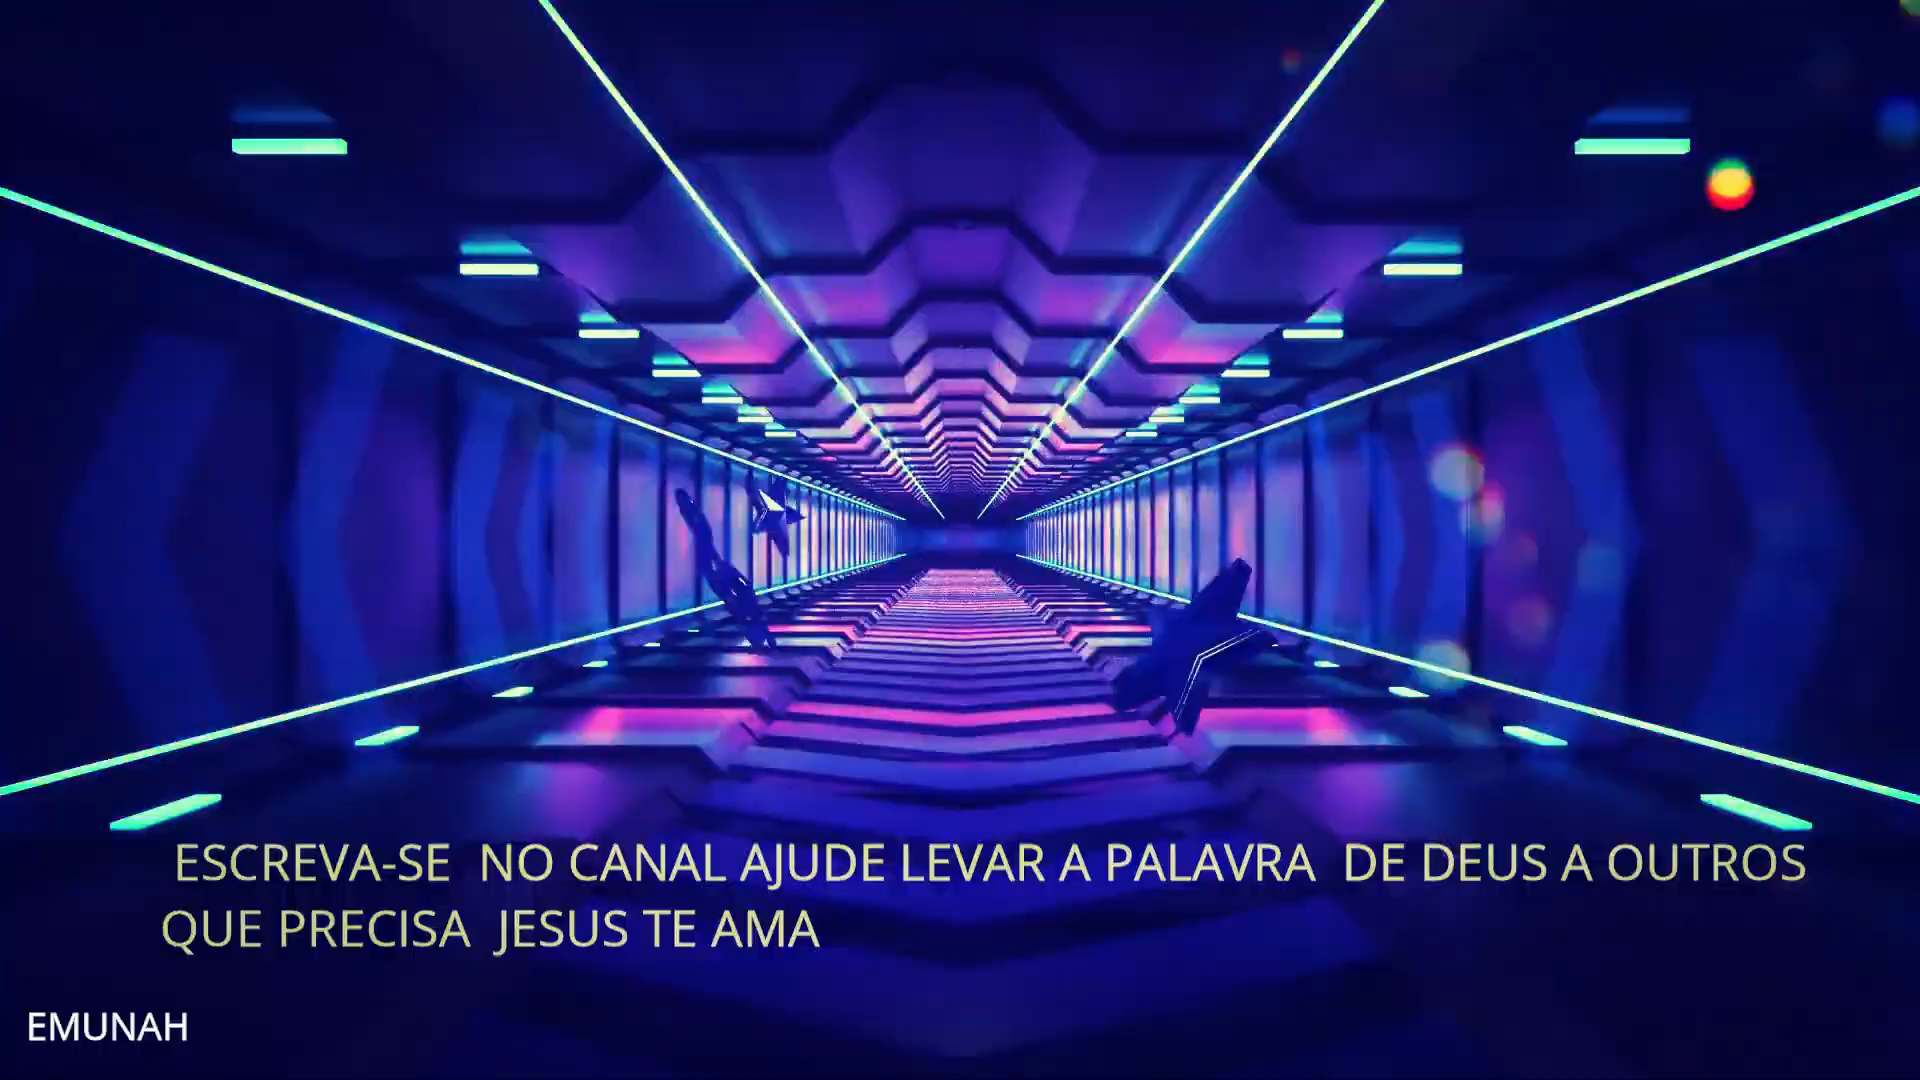 ESCREVA-SE NO CANAL AJUDE LEVAR A PALAVRA DE DEUS A OUTROS
QUE PRECISA JESUS TE AMA
EMUNAH